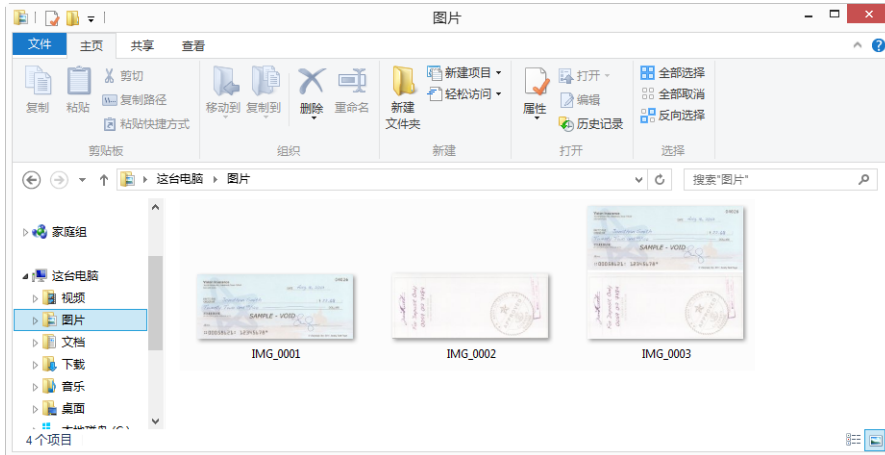 图片
文件 主页 共享 查看
复制
粘贴
剪切
复制路径
粘贴快捷方式
剪贴板
移动到 复制到 删除 重命名
组织
新建
文件夹
新建项目
轻松访问
新建
属性
打开
编辑
历史记录
打开
全部选择
全部取消
反向选择
选择
这台电脑 图片
搜索"图片"
家庭组
这台电脑
视频
图片
文档
下载
音乐
桌面
SAMPLE - VOID
SAMPLE - VOID
For Deposit Only
For Deposit Only
IMG_0001 IMG_0002 IMG_0003
4 个项目